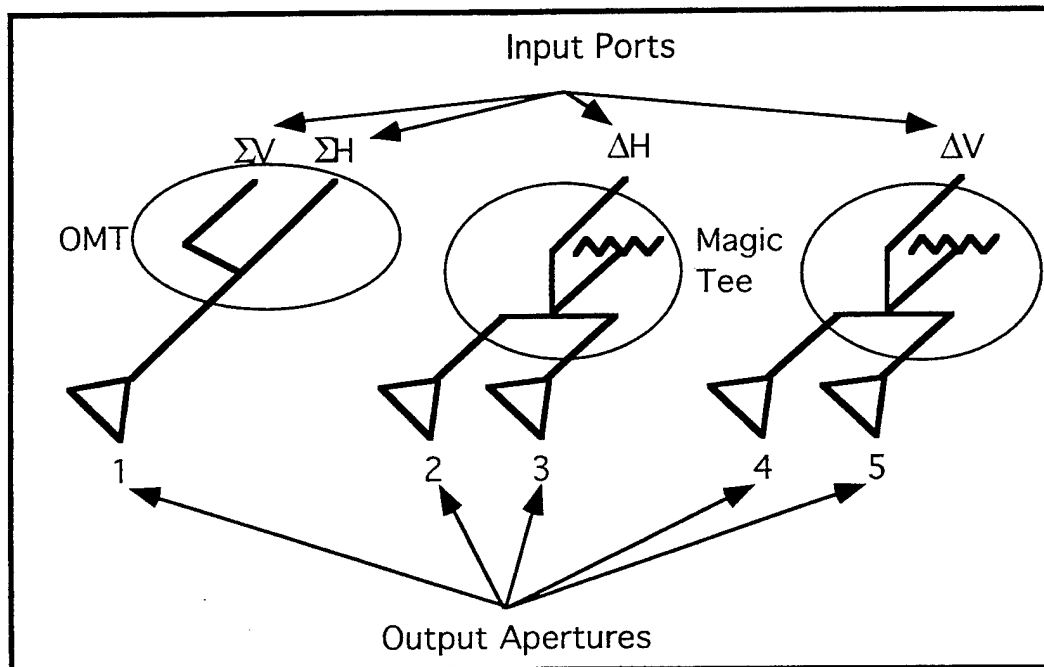 Input Ports
ΣV ΣH ΔH ΔV
OMT
Magic
Tee
1 2 3 4 5
Output Apertures